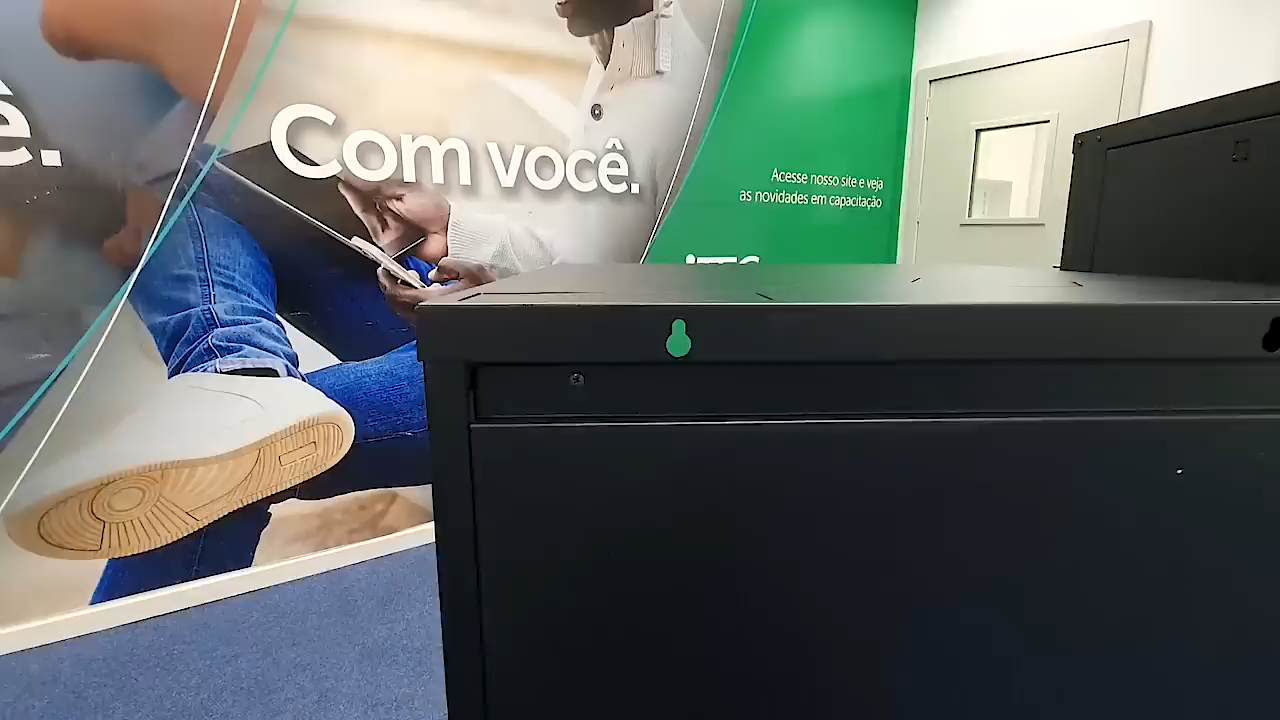 ê.
Com você.
Acesse nosso site e veja
as novidades em capacitação